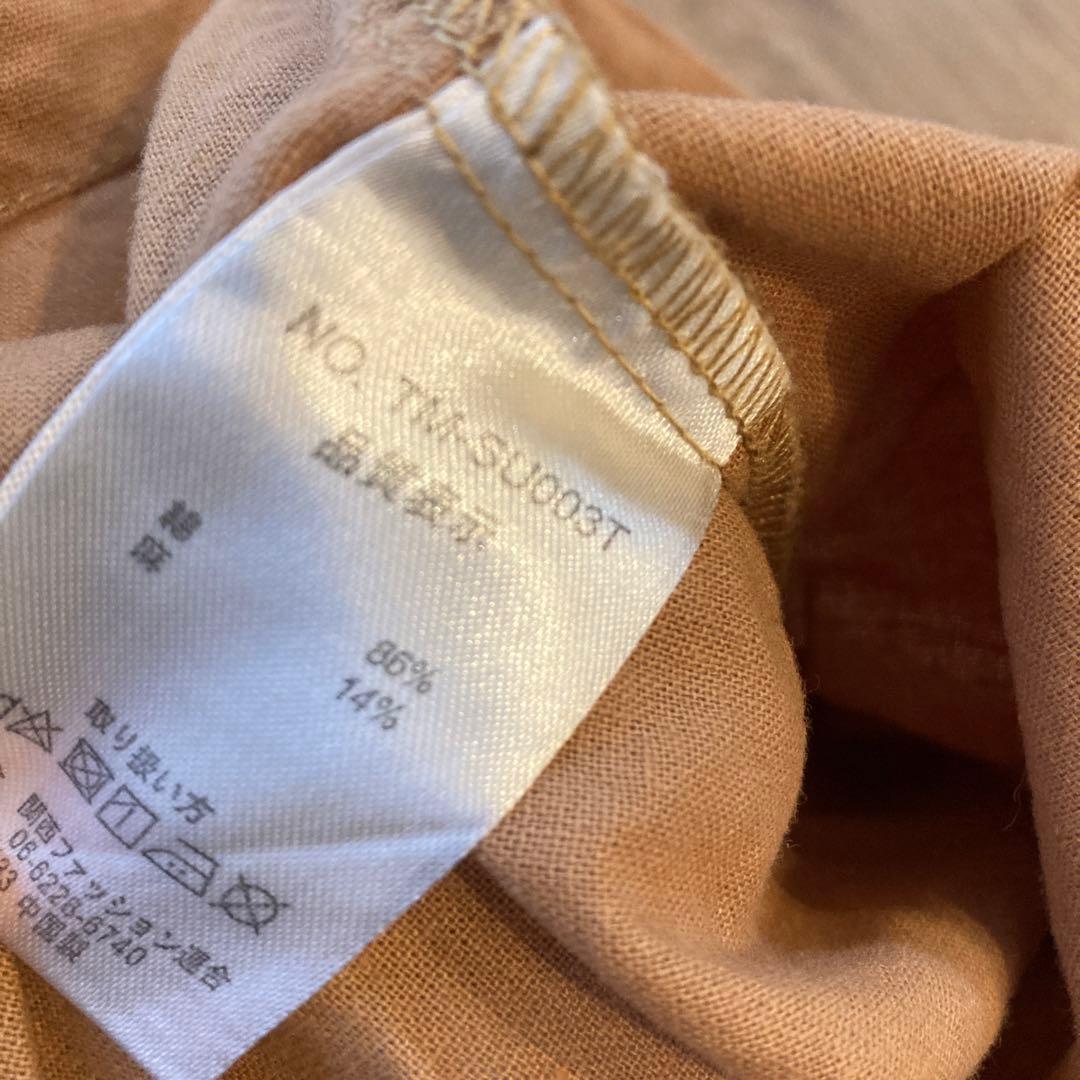 NO. TM-SU003T
品質表示
綿 86%
麻 14%
取り扱い方
関西ファッション連合
06-6228-6740
23 中国製